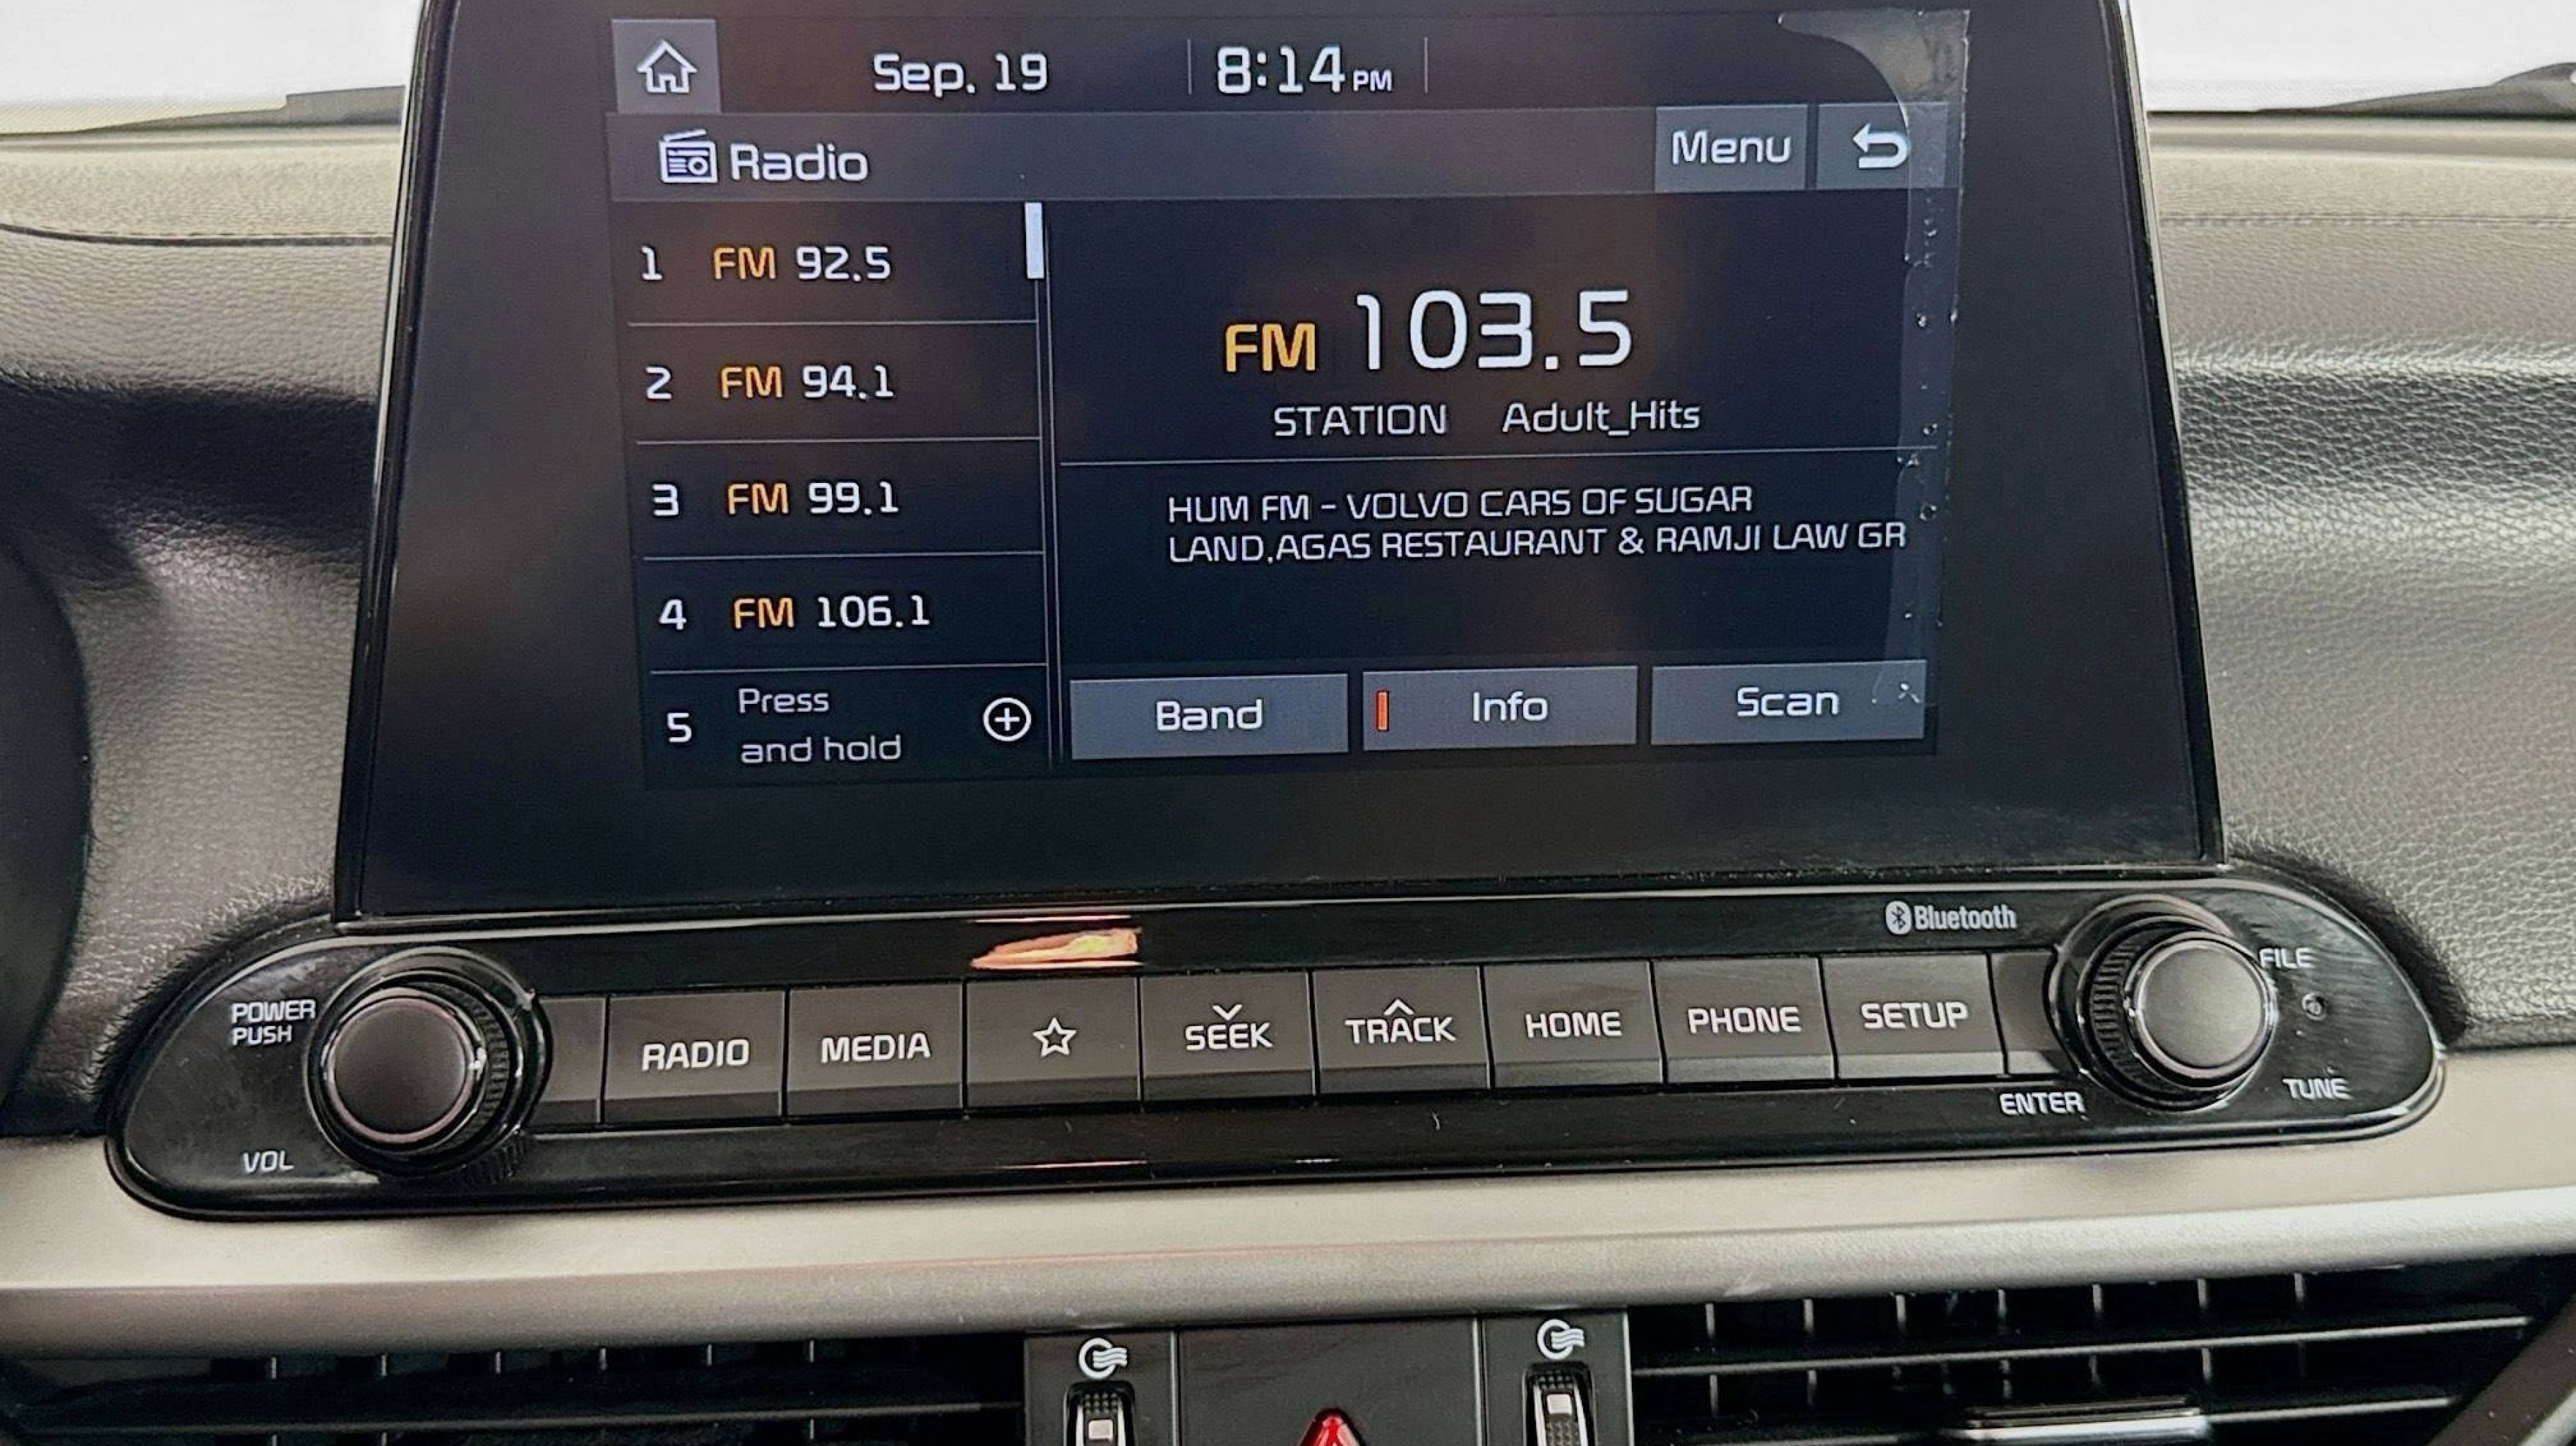 Sep. 19 8:14 PM
Radio Menu
1 FM 92.5
2 FM 94.1
3 FM 99.1
4 FM 106.1
5 Press
and hold
FM 103.5
STATION Adult_Hits
HUM FM - VOLVO CARS OF SUGAR
LAND,AGAS RESTAURANT & RAMJI LAW GR
Band Info Scan
Bluetooth
POWER
PUSH
VOL
RADIO MEDIA SEEK TRACK HOME PHONE SETUP
FILE
TUNE
ENTER